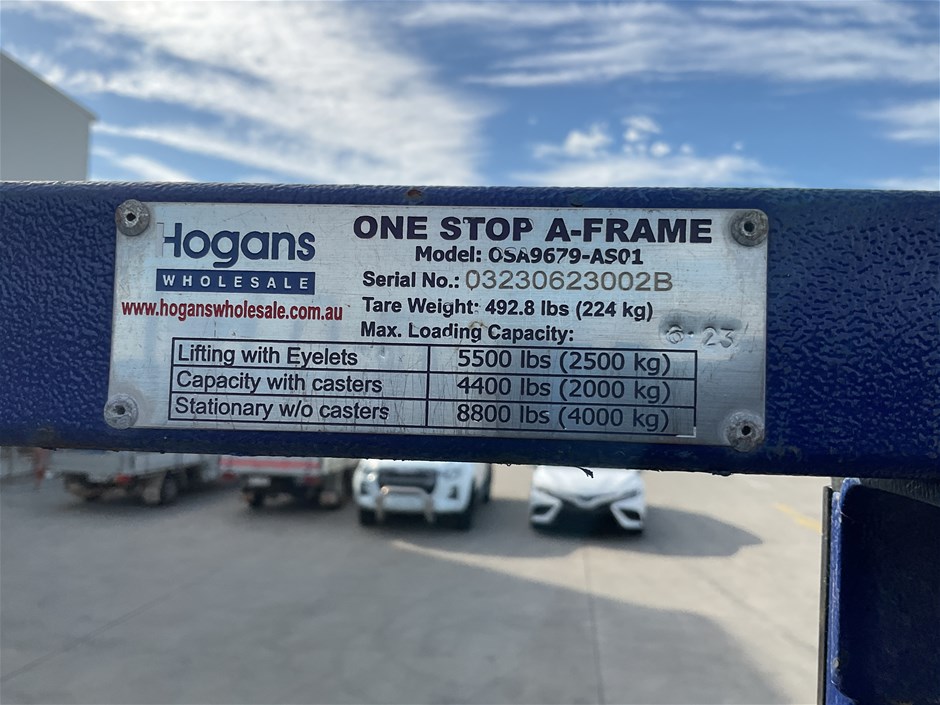 Hogans
WHOLESALE
www.hoganswholesale.com.au
ONE STOP A-FRAME
Model: OSA9679-AS01
Serial No.: 03230623002B
Tare Weight: 492.8 lbs (224 kg)
Max. Loading Capacity:
6·23
Lifting with Eyelets 5500 lbs (2500 kg)
Capacity with casters 4400 lbs (2000 kg)
Stationary w/o casters 8800 lbs (4000 kg)